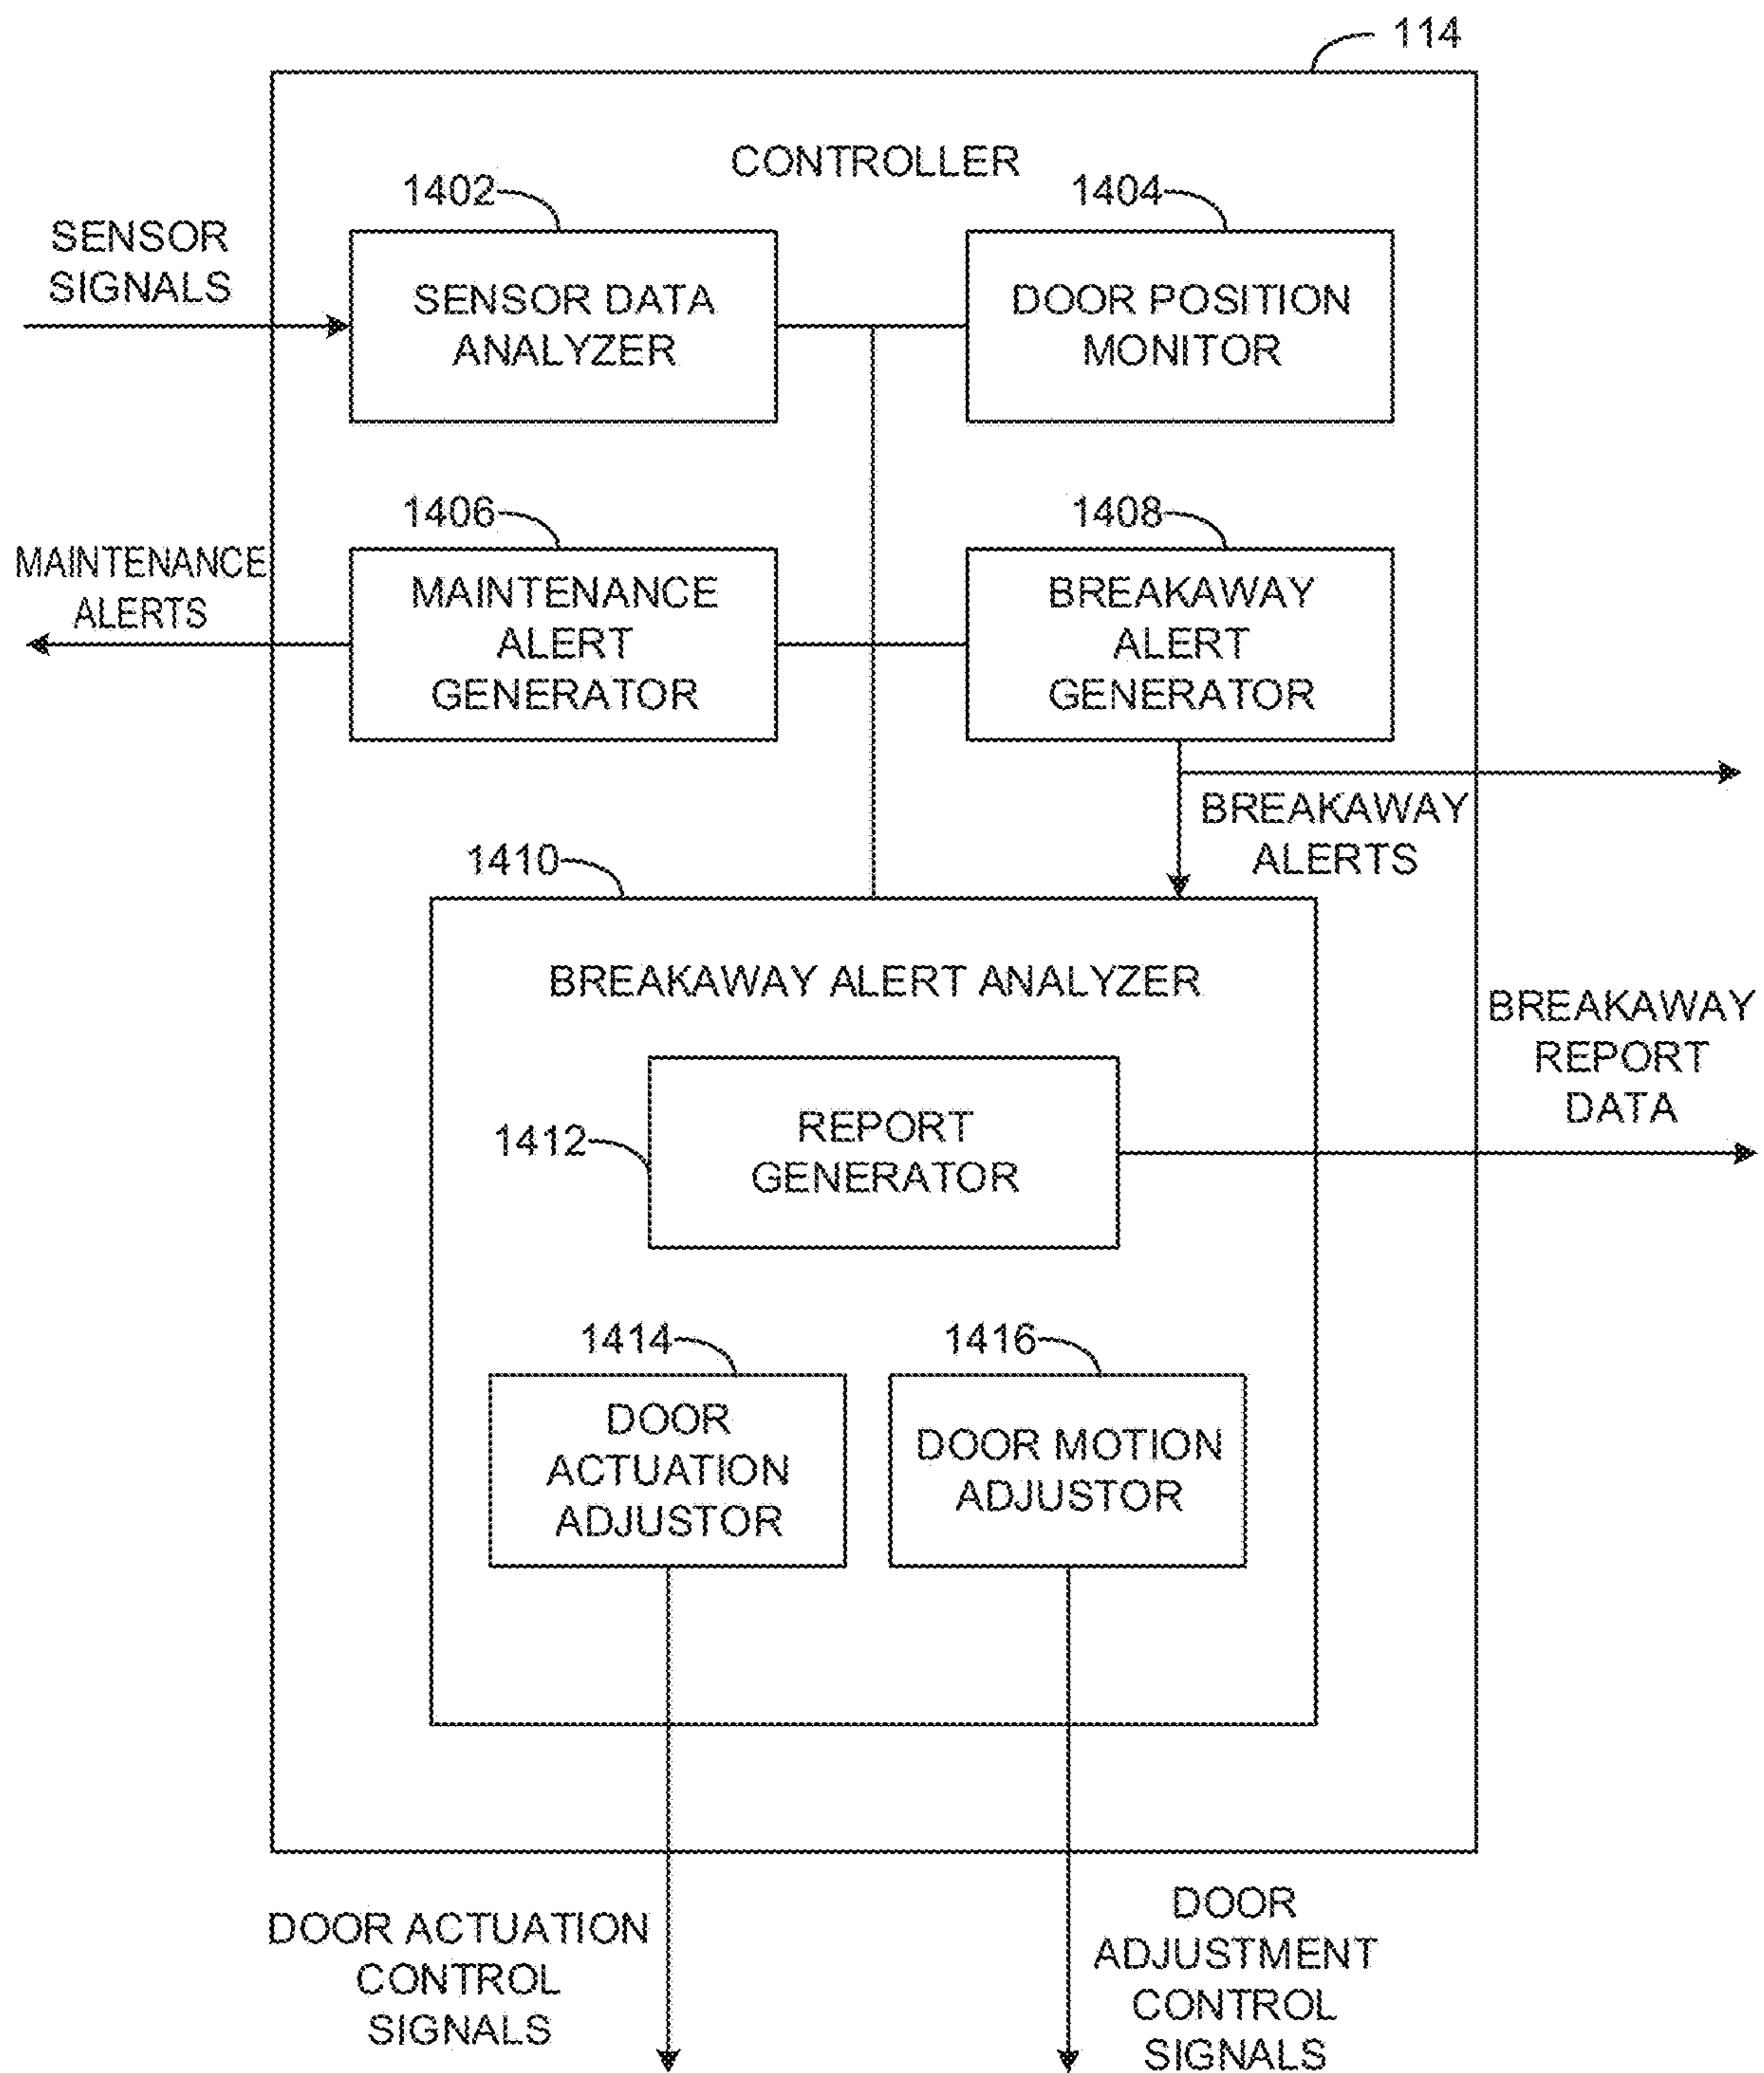 114
CONTROLLER
1402
1404
SENSOR
SIGNALS
SENSOR DATA
ANALYZER
DOOR POSITION
MONITOR
1406
1408
MAINTENANCE
ALERTS
MAINTENANCE
ALERT
GENERATOR
BREAKAWAY
ALERT
GENERATOR
BREAKAWAY
ALERTS
1410
BREAKAWAY ALERT ANALYZER
BREAKAWAY
REPORT
DATA
1412
REPORT
GENERATOR
1414
1416
DOOR
ACTUATION
ADJUSTOR
DOOR MOTION
ADJUSTOR
DOOR ACTUATION
CONTROL
SIGNALS
DOOR
ADJUSTMENT
CONTROL
SIGNALS